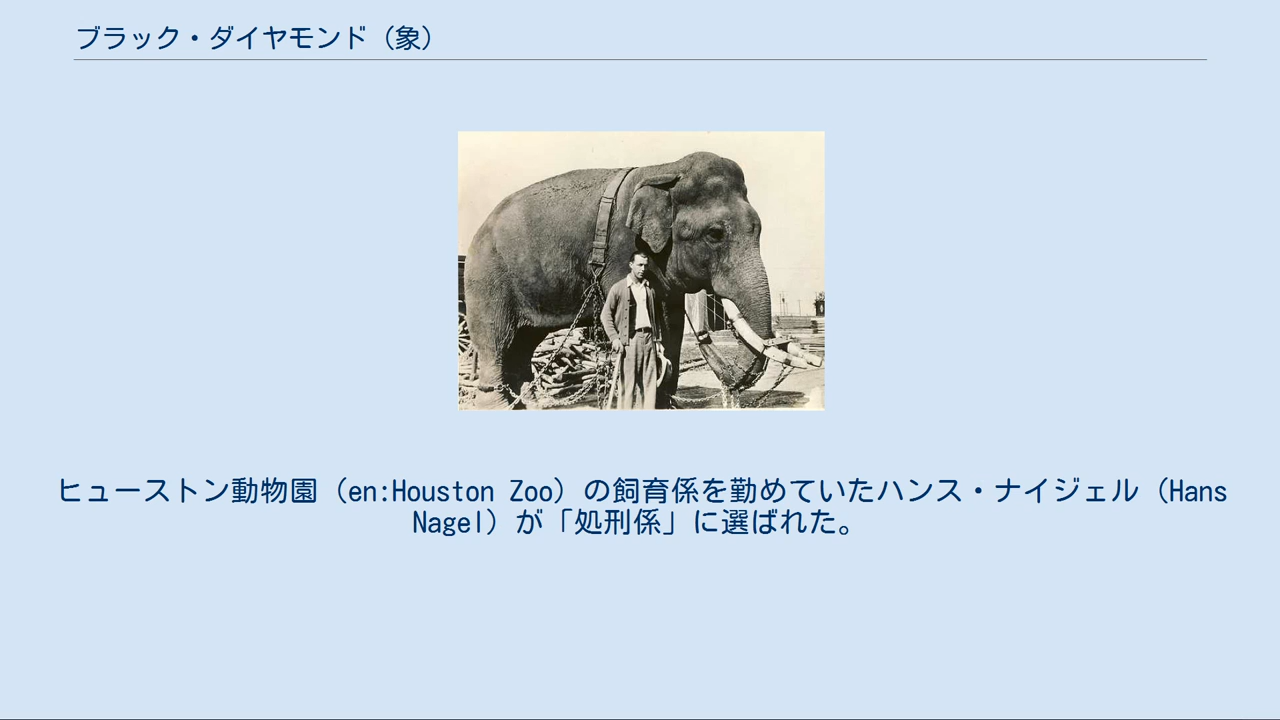 ブラック・ダイヤモンド（象）
ヒューストン動物園（en:Houston Zoo）の飼育係を勤めていたハンス・ナイジェル（Hans
Nagel）が「処刑係」に選ばれた。